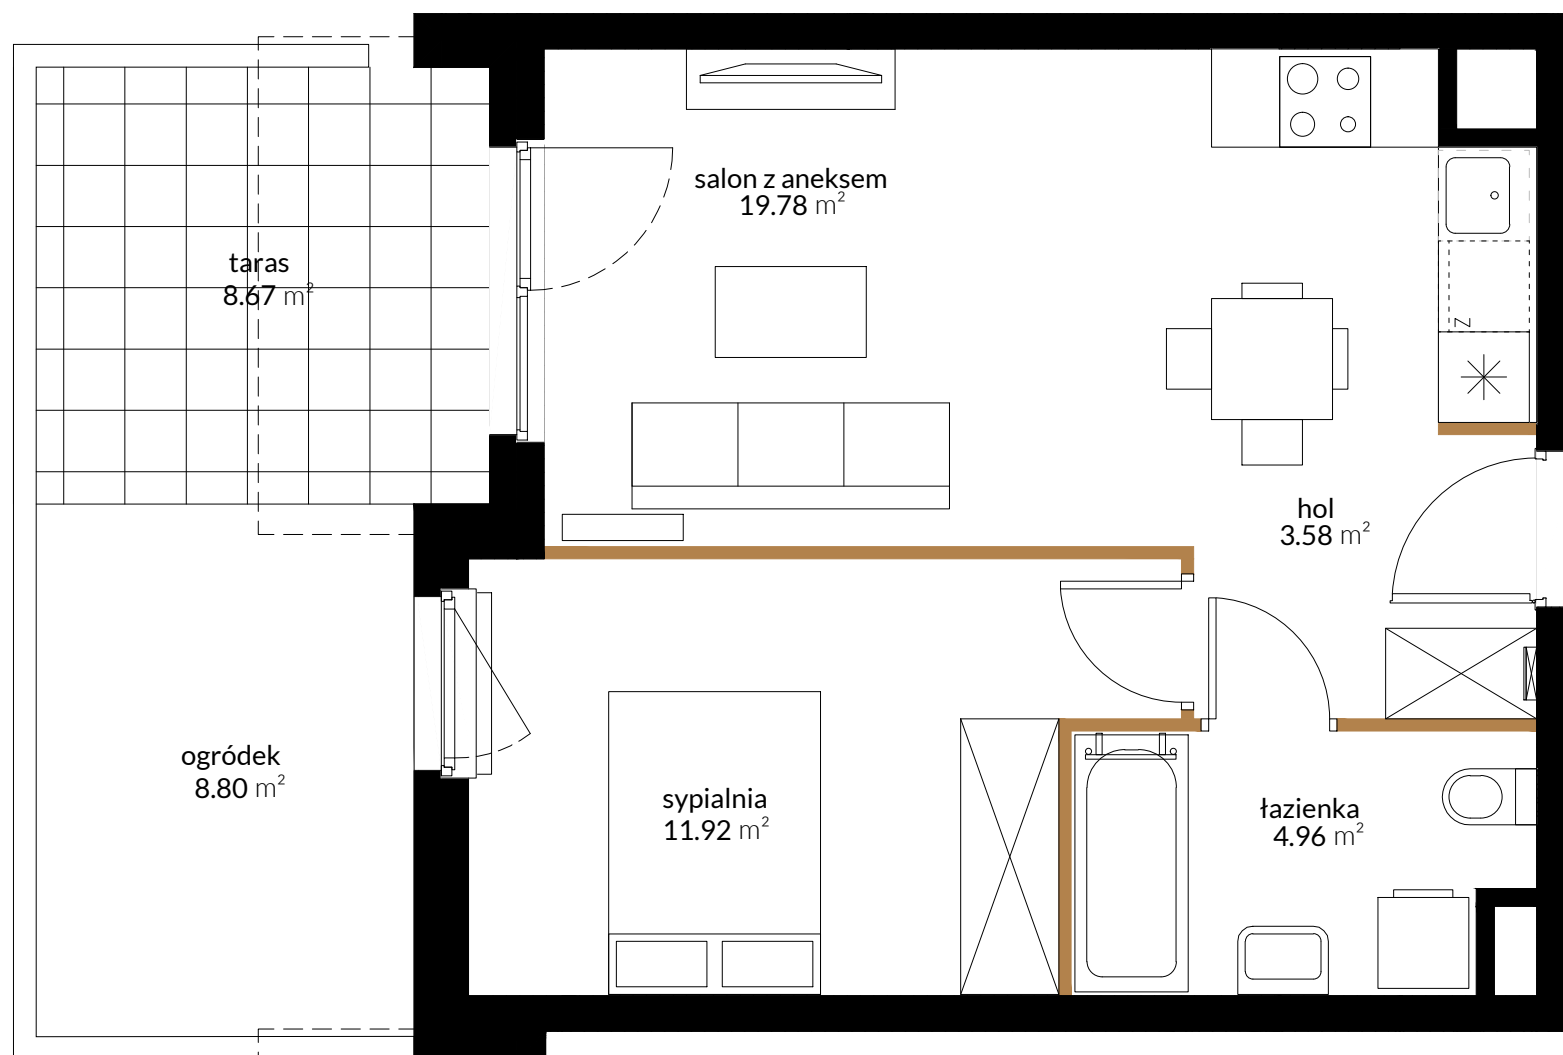 salon z aneksem
19.78 m²
taras
8.67 m²
Z
hol
3.58 m²
ogródek
8.80 m²
sypialnia
11.92 m²
łazienka
4.96 m²